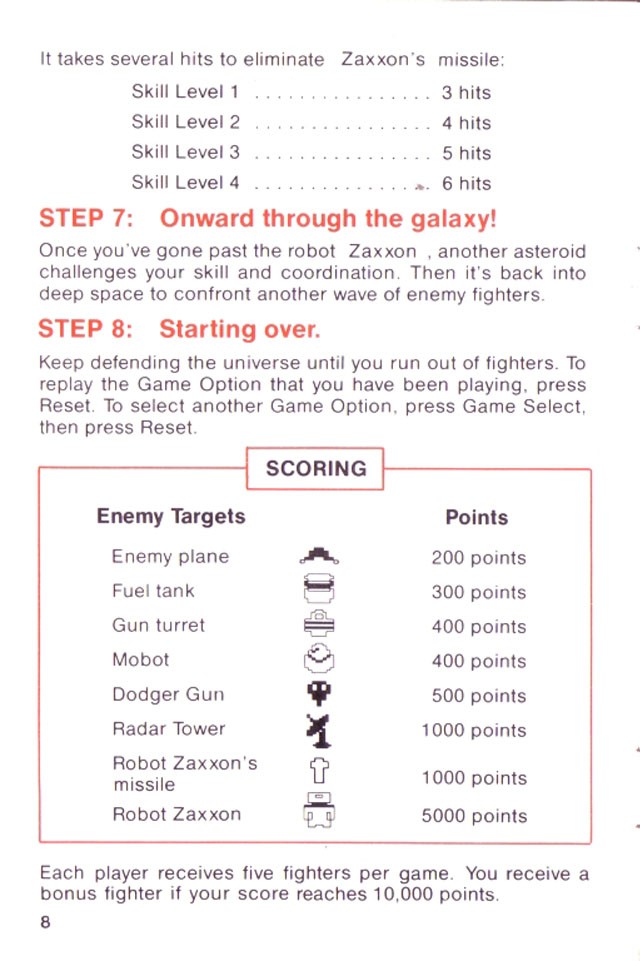 It takes several hits to eliminate Zaxxon's missile:
Skill Level 1 . . . . . . . . . . . . . . . . 3 hits
Skill Level 2 . . . . . . . . . . . . . . . . 4 hits
Skill Level 3 . . . . . . . . . . . . . . . . 5 hits
Skill Level 4 . . . . . . . . . . . . . . . . 6 hits
STEP 7: Onward through the galaxy!
Once you've gone past the robot Zaxxon , another asteroid
challenges your skill and coordination. Then it's back into
deep space to confront another wave of enemy fighters.
STEP 8: Starting over.
Keep defending the universe until you run out of fighters. To
replay the Game Option that you have been playing, press
Reset. To select another Game Option, press Game Select,
then press Reset.
SCORING
Enemy Targets Points
Enemy plane 200 points
Fuel tank 300 points
Gun turret 400 points
Mobot 400 points
Dodger Gun 500 points
Radar Tower 1000 points
Robot Zaxxon's
missile 1000 points
Robot Zaxxon 5000 points
Each player receives five fighters per game. You receive a
bonus fighter if your score reaches 10,000 points.
8